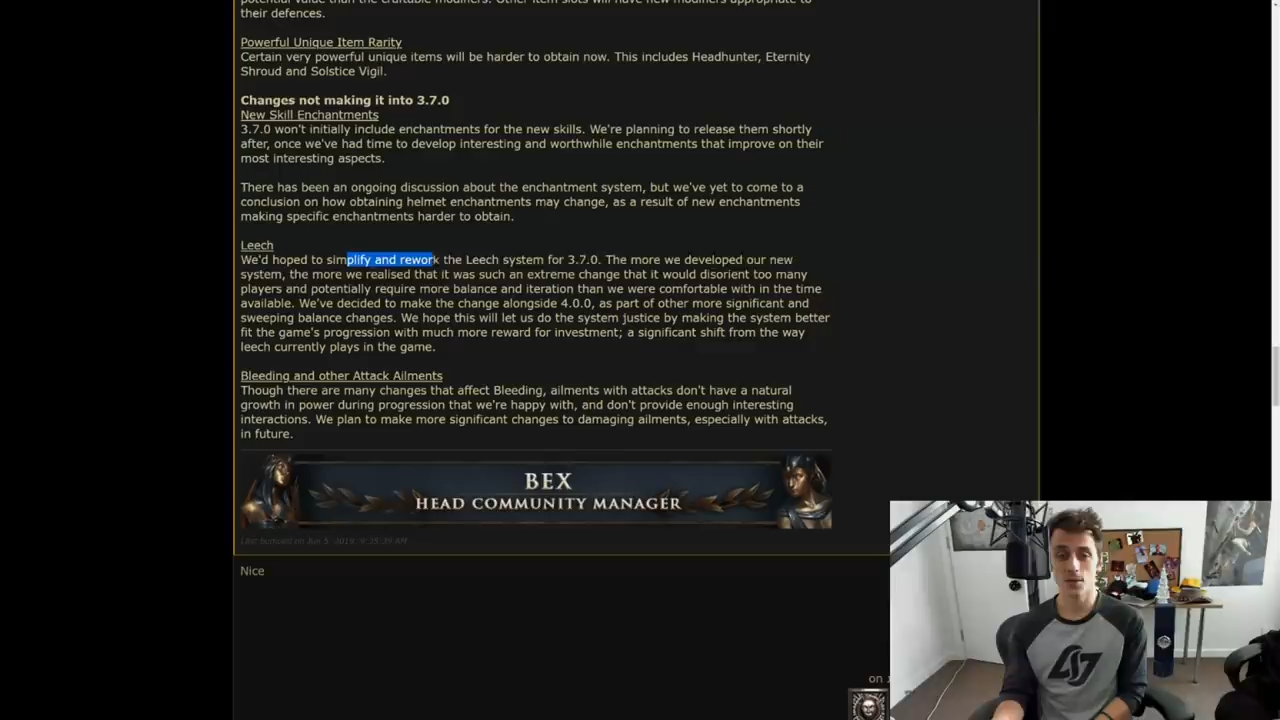 potential value than the craftable modifiers. Other item slots will have new modifiers appropriate to
their defences.
Powerful Unique Item Rarity
Certain very powerful unique items will be harder to obtain now. This includes Headhunter, Eternity
Shroud and Solstice Vigil.
Changes not making it into 3.7.0
New Skill Enchantments
3.7.0 won't initially include enchantments for the new skills. We're planning to release them shortly
after, once we've had time to develop interesting and worthwhile enchantments that improve on their
most interesting aspects.
There has been an ongoing discussion about the enchantment system, but we've yet to come to a
conclusion on how obtaining helmet enchantments may change, as a result of new enchantments
making specific enchantments harder to obtain.
Leech
We'd hoped to simplify and rework the Leech system for 3.7.0. The more we developed our new
system, the more we realised that it was such an extreme change that it would disorient too many
players and potentially require more balance and iteration than we were comfortable with in the time
available. We've decided to make the change alongside 4.0.0, as part of other more significant and
sweeping balance changes. We hope this will let us do the system justice by making the system better
fit the game's progression with much more reward for investment; a significant shift from the way
leech currently plays in the game.
Bleeding and other Attack Ailments
Though there are many changes that affect Bleeding, ailments with attacks don't have a natural
growth in power during progression that we're happy with, and don't provide enough interesting
interactions. We plan to make more significant changes to damaging ailments, especially with attacks,
in future.
BEX
HEAD COMMUNITY MANAGER
Last bumped on Jun 5, 2019, 9:35:39 AM
Nice
on